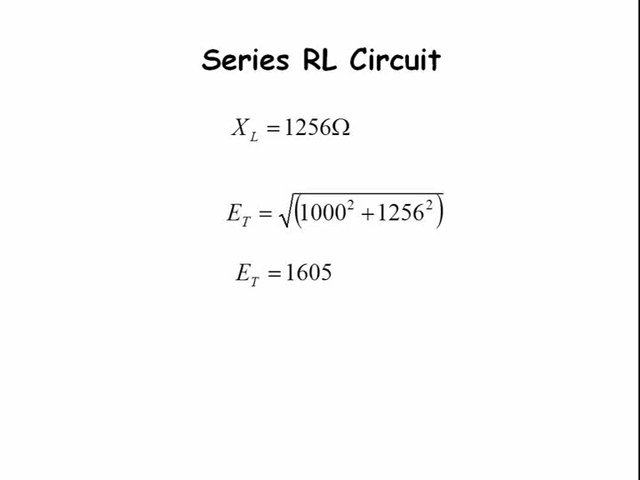 Series RL Circuit
X_L = 1256Ω
E_T = √(1000² + 1256²)
E_T = 1605